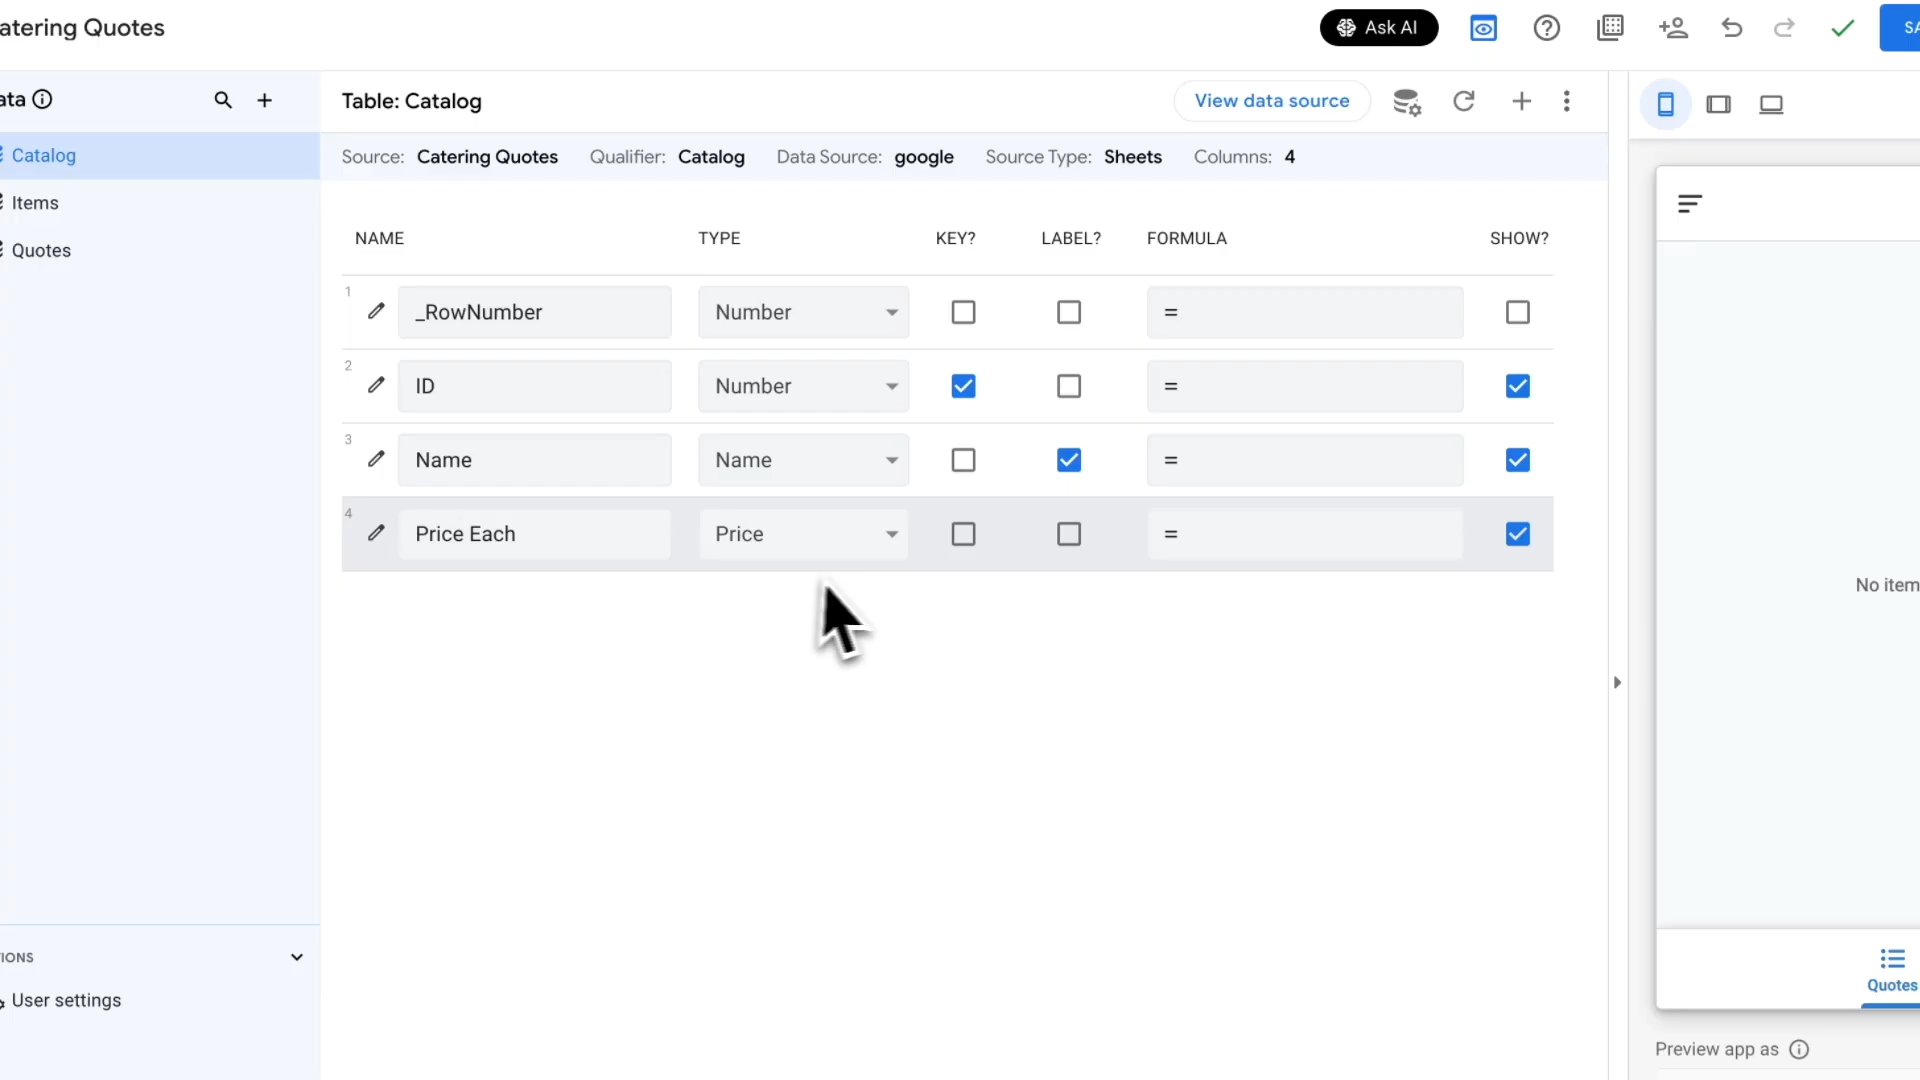 atering Quotes
Ask AI
SA
ata
Table: Catalog
View data source
Catalog
Source: Catering Quotes Qualifier: Catalog Data Source: google Source Type: Sheets Columns: 4
Items
Quotes
NAME TYPE KEY? LABEL? FORMULA SHOW?
1 _RowNumber Number =
2 ID Number =
3 Name Name =
4 Price Each Price =
No item
IONS
User settings
Quotes
Preview app as